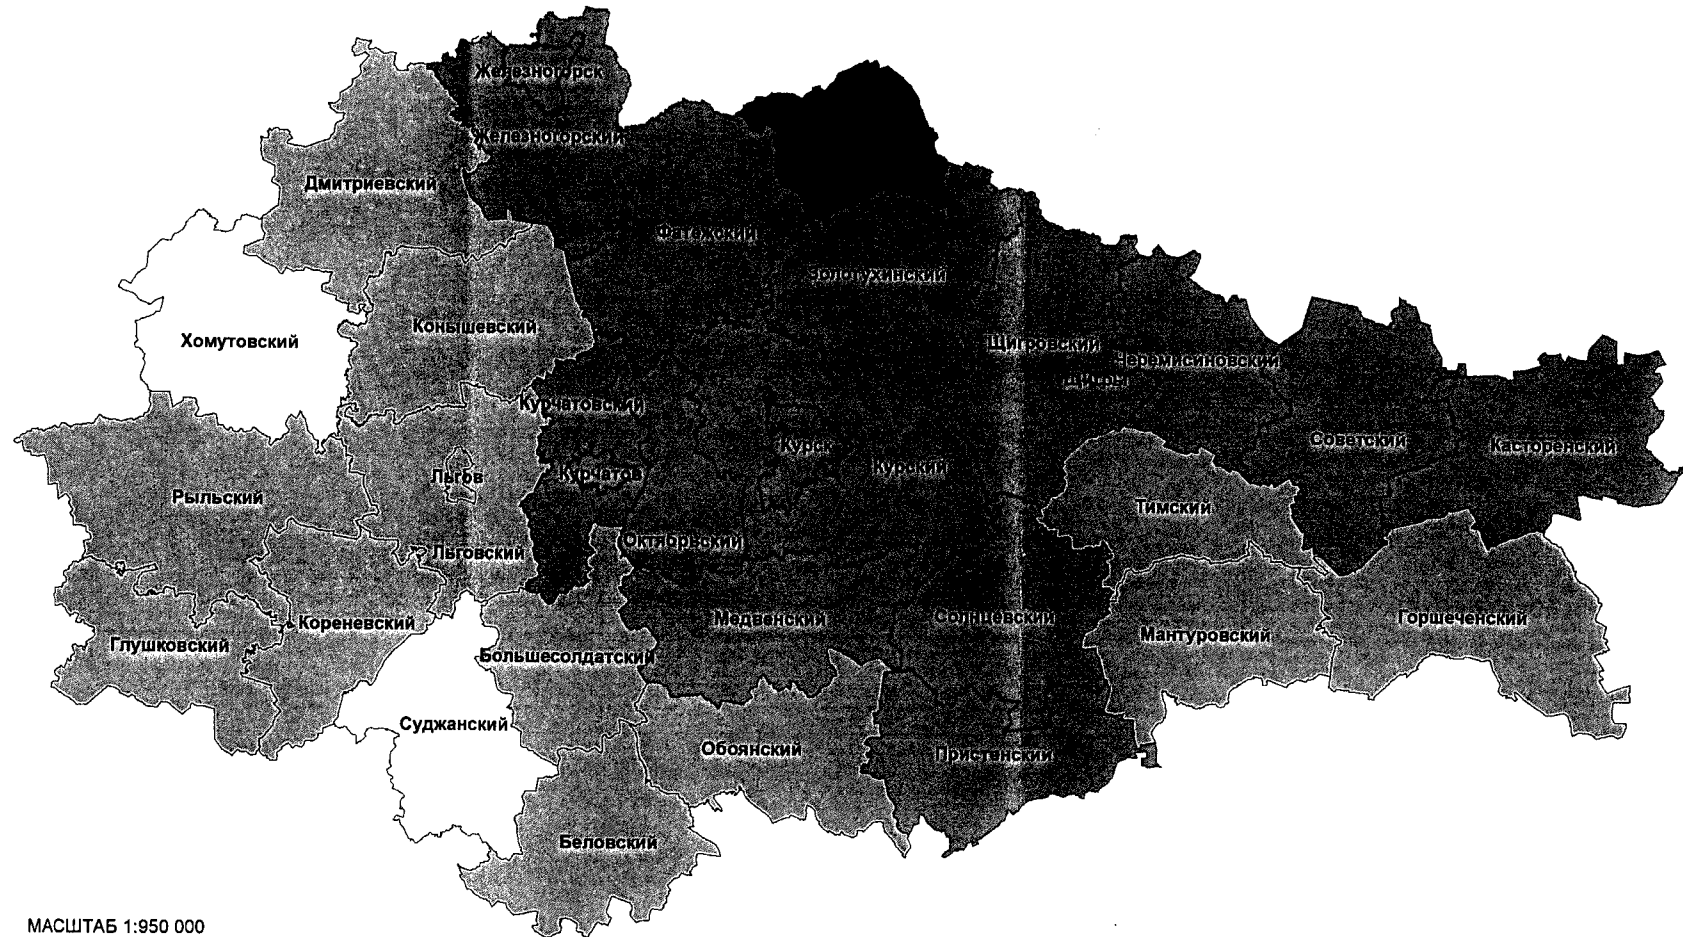 Железногорск
Железногорский
Дмитриевский
Фатежский
Золотухинский
Конышевский
Хомутовский
Щигровский
Черемисиновский
Щигры
Курчатовский
Советский
Касторенский
Курск
Курский
Курчатов
Льгов
Рыльский
Тимский
Октябрьский
Льговский
Медвенский
Солнцевский
Горшеченский
Кореневский
Мантуровский
Глушковский
Большесолдатский
Суджанский
Обоянский
Пристенский
Беловский
МАСШТАБ 1:950 000